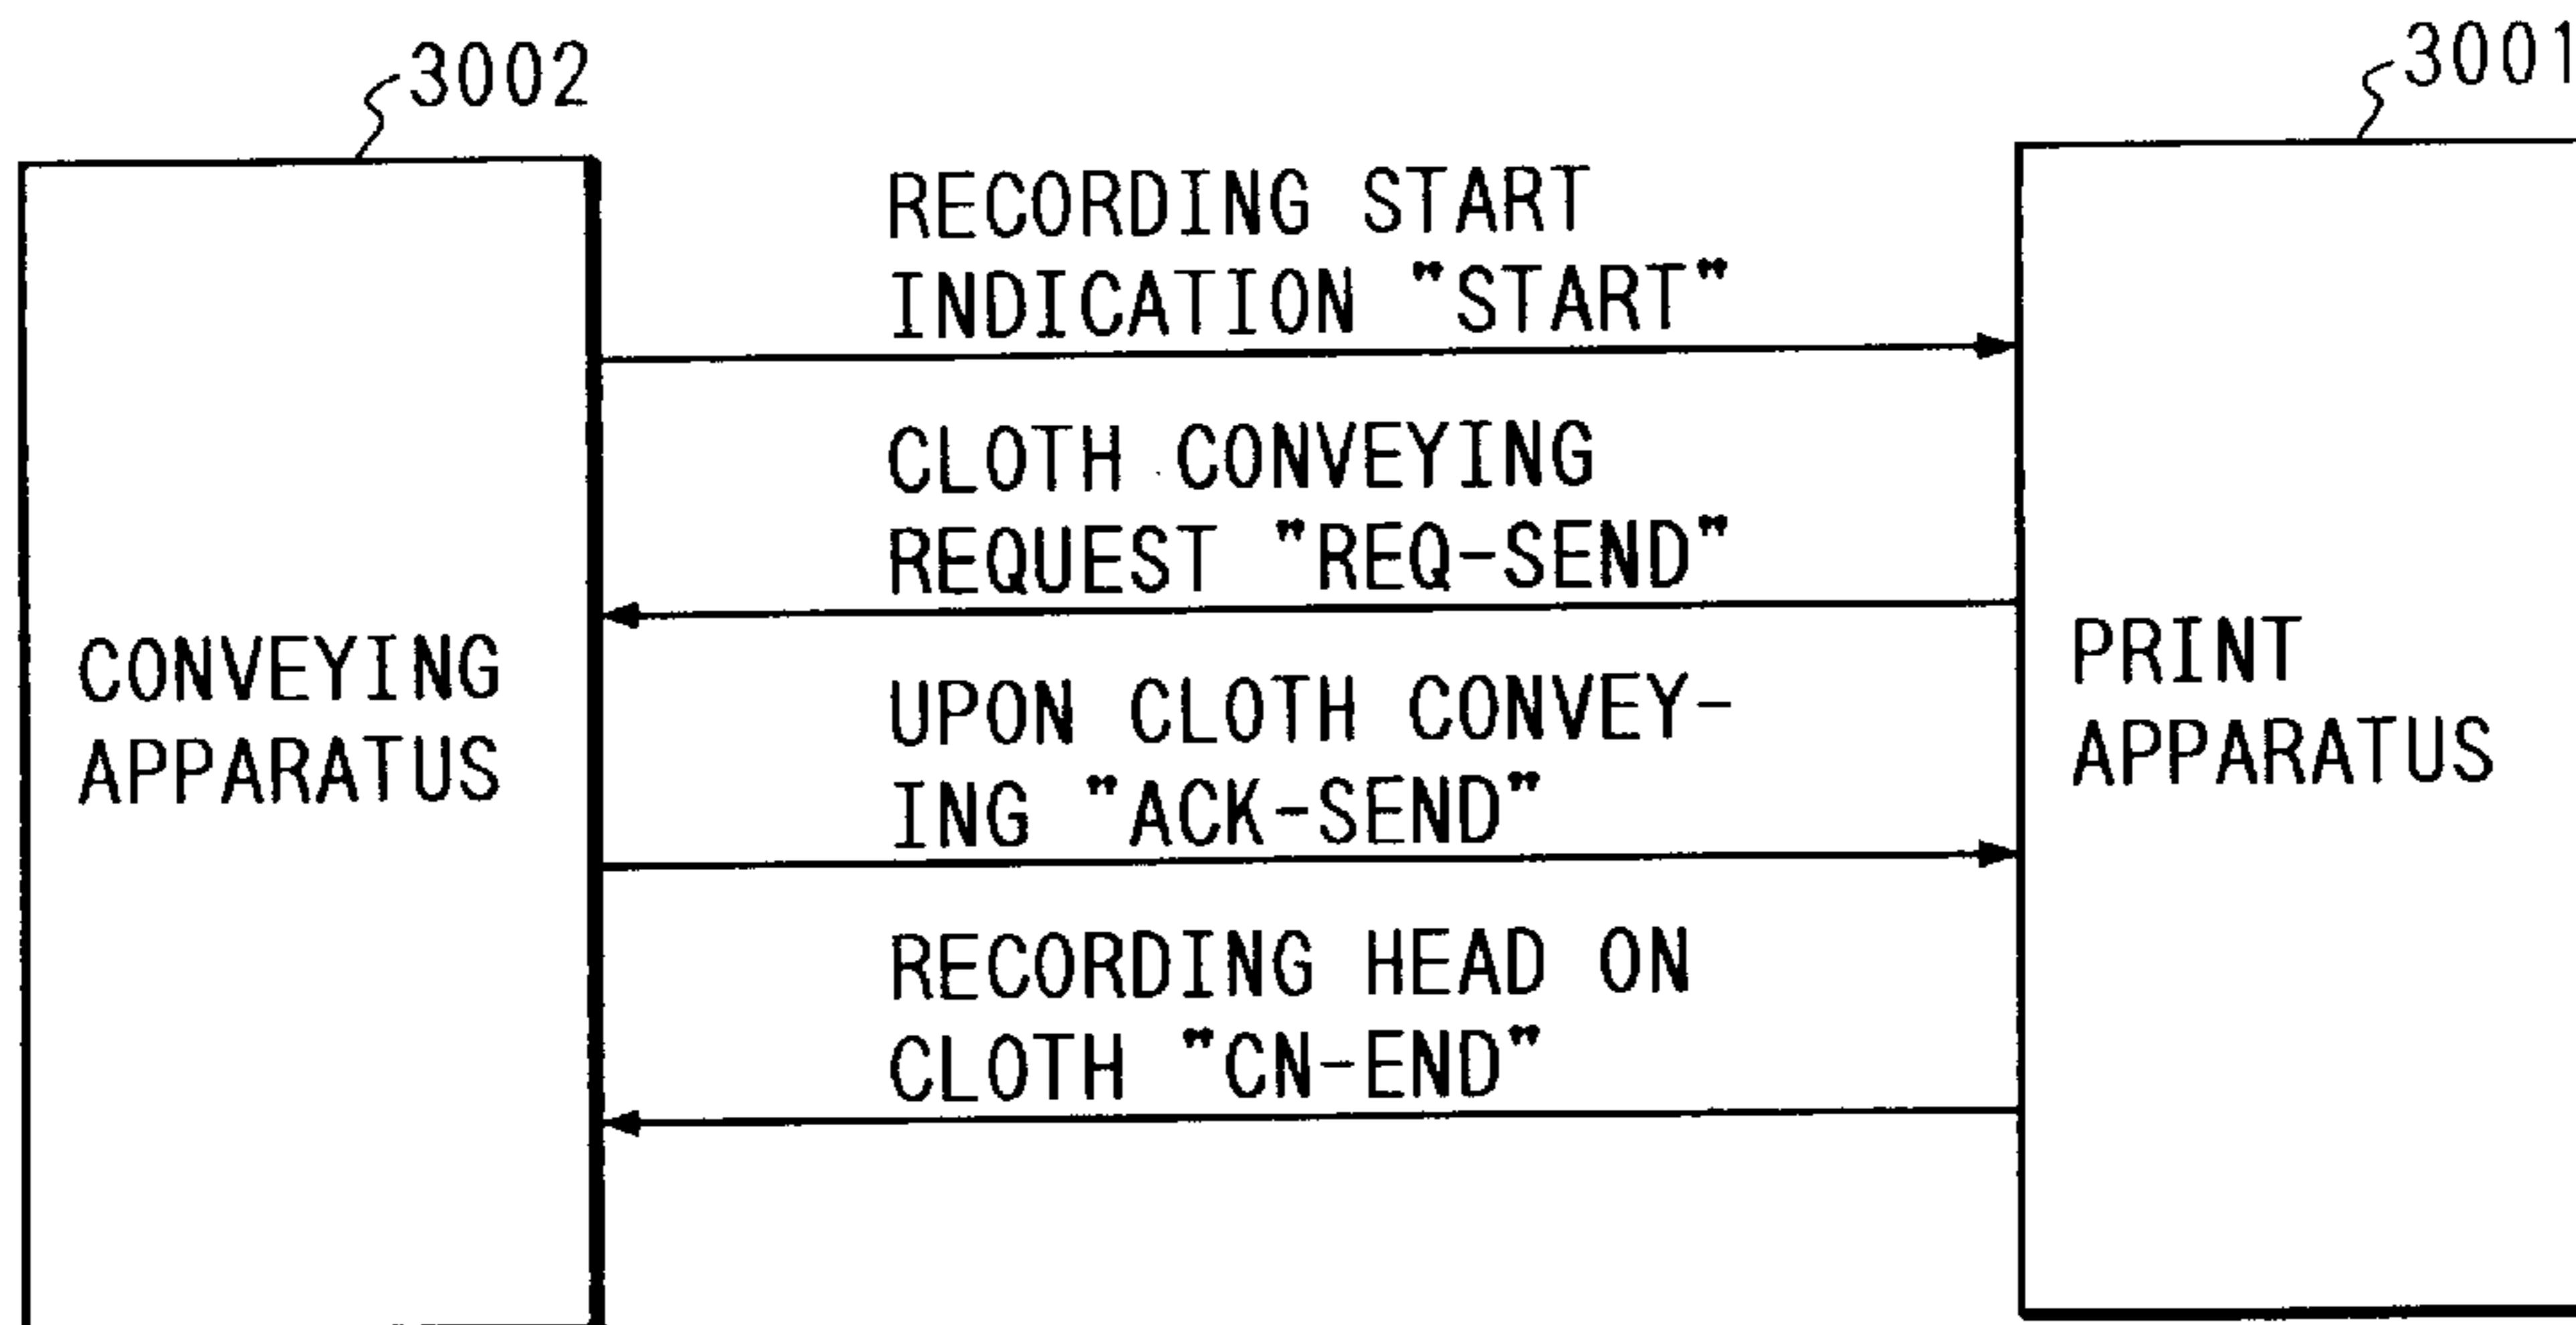 3002
3001
RECORDING START
INDICATION "START"
CLOTH CONVEYING
REQUEST "REQ-SEND"
CONVEYING
APPARATUS
UPON CLOTH CONVEY-
ING "ACK-SEND"
PRINT
APPARATUS
RECORDING HEAD ON
CLOTH "CN-END"